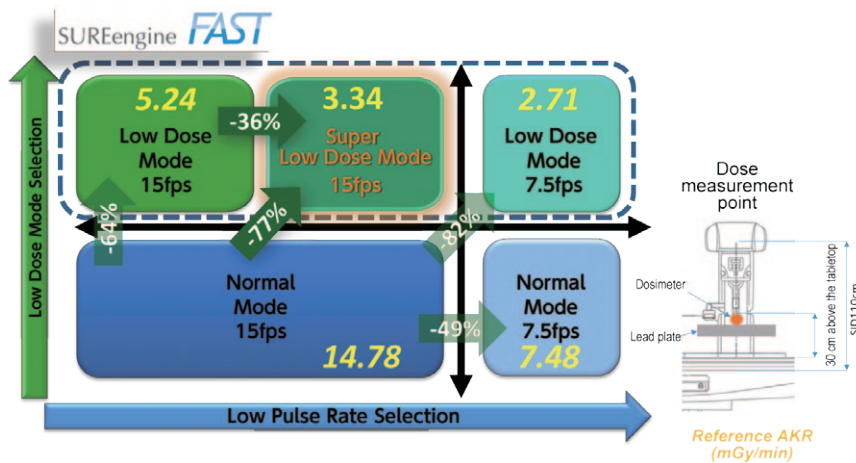 SUREengine FAST
Low Dose Mode Selection
5.24
Low Dose
Mode
15fps
-36%
3.34
Super
Low Dose Mode
15fps
2.71
Low Dose
Mode
7.5fps
-64%
-77%
-82%
Normal
Mode
15fps
14.78
-49%
Normal
Mode
7.5fps
7.48
Low Pulse Rate Selection
Dose
measurement
point
Dosimeter
Lead plate
30 cm above the tabletop
SID110cm
Reference AKR
(mGy/min)